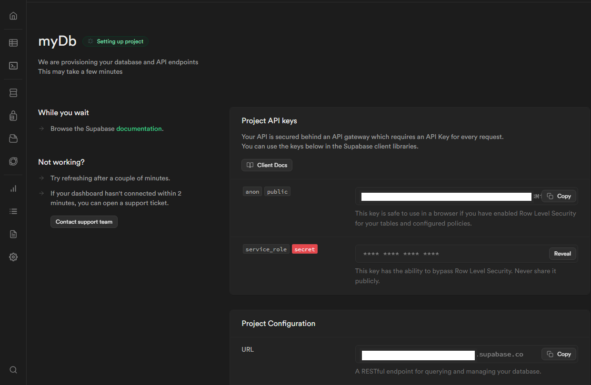 myDb
Setting up project
We are provisioning your database and API endpoints
This may take a few minutes
While you wait
Browse the Supabase documentation.
Not working?
Try refreshing after a couple of minutes.
If your dashboard hasn't connected within 2
minutes, you can open a support ticket.
Contact support team
Project API keys
Your API is secured behind an API gateway which requires an API Key for every request.
You can use the keys below in the Supabase client libraries.
Client Docs
anon public
Copy
This key is safe to use in a browser if you have enabled Row Level Security
for your tables and configured policies.
service_role secret
**** **** **** ****
Reveal
This key has the ability to bypass Row Level Security. Never share it
publicly.
Project Configuration
URL
.supabase.co
Copy
A RESTful endpoint for querying and managing your database.